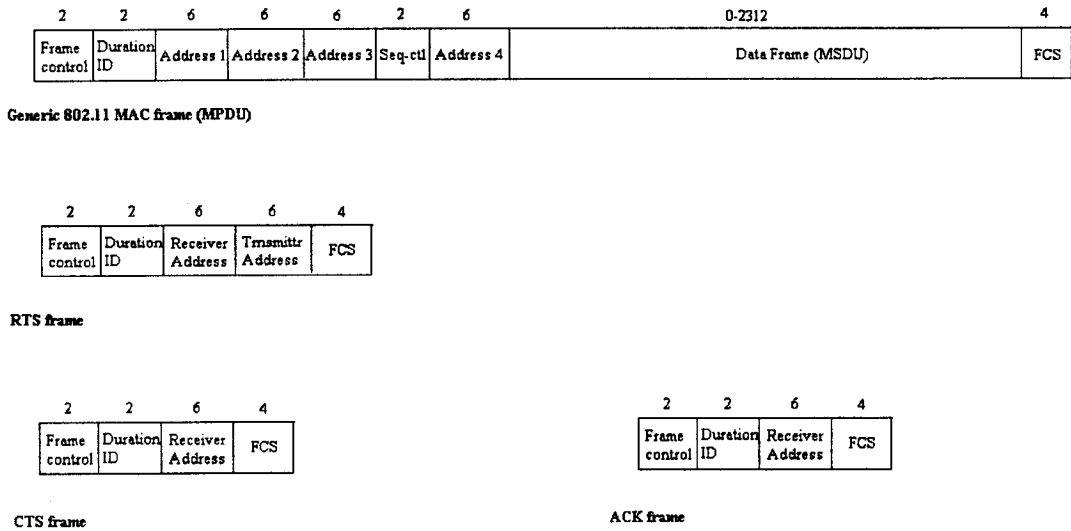 2 2 6 6 6 2 6 0-2312 4
Frame control Duration ID Address 1 Address 2 Address 3 Seq-ctl Address 4 Data Frame (MSDU) FCS
Generic 802.11 MAC frame (MPDU)
2 2 6 6 4
Frame control Duration ID Receiver Address Trnsmittr Address FCS
RTS frame
2 2 6 4
Frame control Duration ID Receiver Address FCS
CTS frame
2 2 6 4
Frame control Duration ID Receiver Address FCS
ACK frame